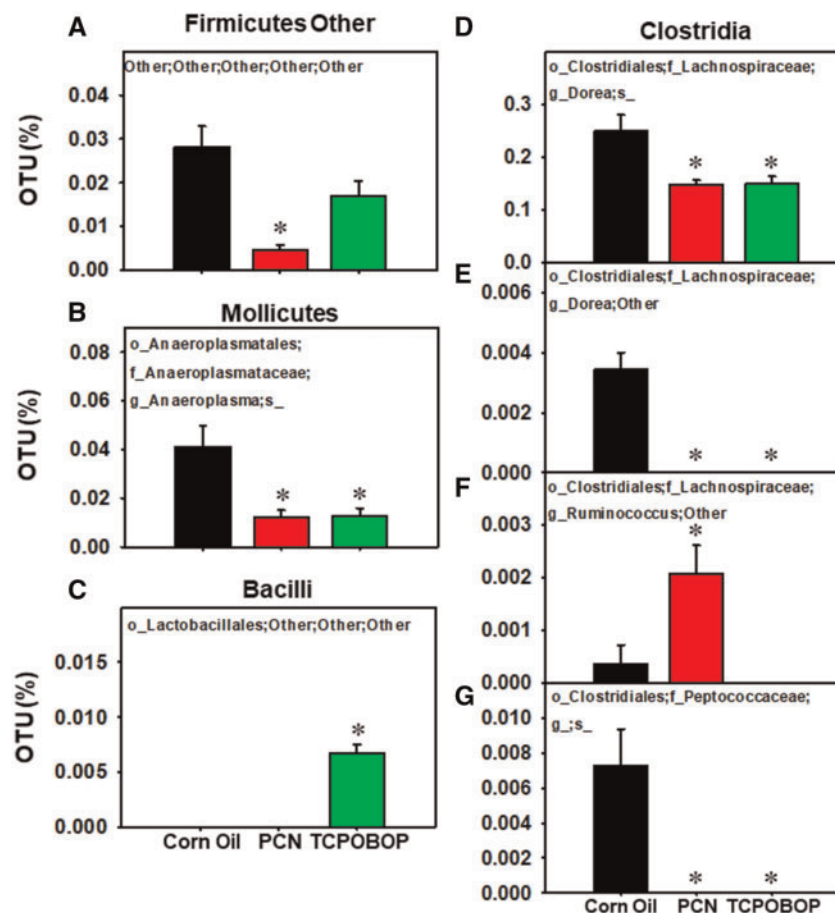 A
Firmicutes Other
Other;Other;Other;Other;Other
OTU (%)
0.04
0.03
0.02
0.01
0.00
*
B
Mollicutes
o_Anaeroplasmatales;
f_Anaeroplasmataceae;
g_Anaeroplasma;s_
OTU (%)
0.08
0.06
0.04
0.02
0.00
* *
C
Bacilli
o_Lactobacillales;Other;Other;Other
OTU (%)
0.015
0.010
0.005
0.000
*
Corn Oil PCN TCPOBOP
D
Clostridia
o_Clostridiales;f_Lachnospiraceae;
g_Dorea;s_
0.3
0.2
0.1
0.0
* *
E
o_Clostridiales;f_Lachnospiraceae;
g_Dorea;Other
0.006
0.004
0.002
0.000
* *
F
o_Clostridiales;f_Lachnospiraceae;
g_Ruminococcus;Other
0.003
0.002
0.001
0.000
*
G
o_Clostridiales;f_Peptococcaceae;
g_;s_
0.010
0.008
0.006
0.004
0.002
0.000
* *
Corn Oil PCN TCPOBOP